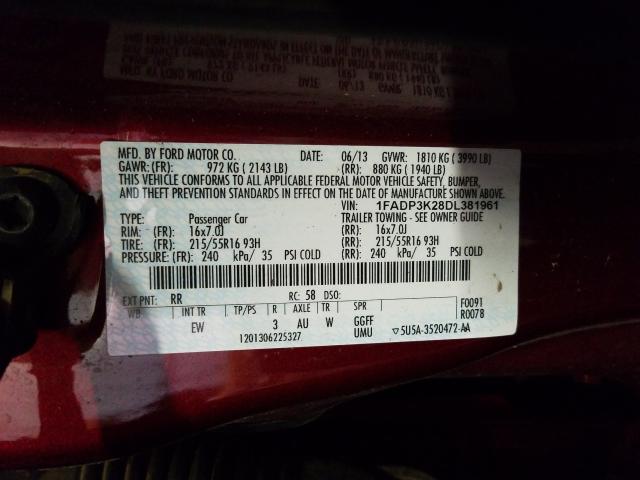 MFD. BY FORD MOTOR CO. DATE: 06/13 GVWR: 1810 KG ( 3990 LB)
GAWR: (FR): 972 KG ( 2143 LB) (RR): 880 KG ( 1940 LB)
THIS VEHICLE CONFORMS TO ALL APPLICABLE FEDERAL MOTOR VEHICLE SAFETY, BUMPER,
AND THEFT PREVENTION STANDARDS IN EFFECT ON THE DATE OF MANUFACTURE SHOWN ABOVE.
VIN: 1FADP3K28DL381961
TYPE: Passenger Car TRAILER TOWING - SEE OWNER GUIDE
RIM: (FR): 16x7.0J (RR): 16x7.0J
TIRE: (FR): 215/55R16 93H (RR): 215/55R16 93H
PRESSURE: (FR): 240 kPa/ 35 PSI COLD (RR): 240 kPa/ 35 PSI COLD
EXT PNT: RR RC: 58 DSO: F0091
WB INT TR TP/PS R AXLE TR SPR R0078
EW 3 AU W GGFF
1201306225327 UMU ▽5U5A-3520472-AA